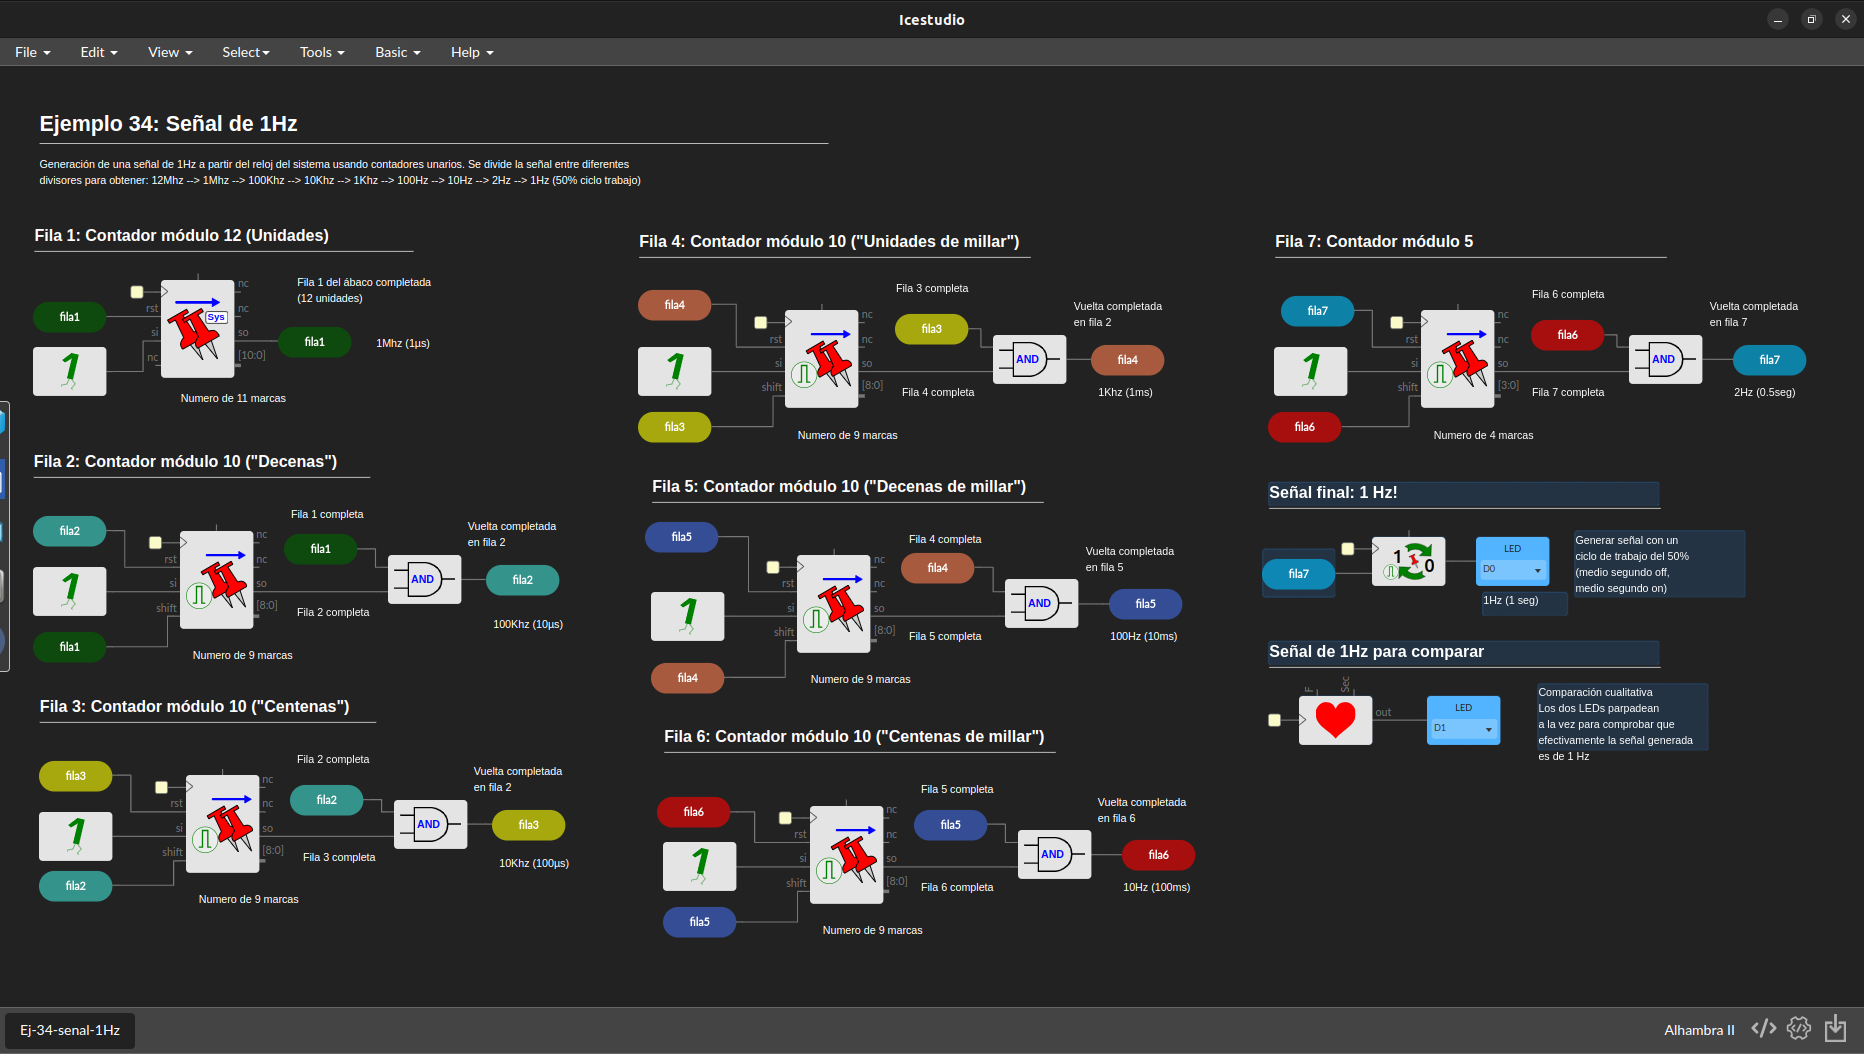 Icestudio
File
Edit
View
Select
Tools
Basic
Help
Ejemplo 34: Señal de 1Hz
Generación de una señal de 1Hz a partir del reloj del sistema usando contadores unarios. Se divide la señal entre diferentes
divisores para obtener: 12Mhz --> 1Mhz --> 100Khz --> 10Khz --> 1Khz --> 100Hz --> 10Hz --> 2Hz --> 1Hz (50% ciclo trabajo)
Fila 1: Contador módulo 12 (Unidades)
Fila 1 del ábaco completada
(12 unidades)
fila1
1
rst
si
nc
Sys
nc
nc
so
[10:0]
fila1
1Mhz (1µs)
Numero de 11 marcas
Fila 2: Contador módulo 10 ("Decenas")
fila2
1
fila1
rst
si
shift
nc
nc
so
[8:0]
Fila 1 completa
fila1
Fila 2 completa
AND
Vuelta completada
en fila 2
fila2
100Khz (10µs)
Numero de 9 marcas
Fila 3: Contador módulo 10 ("Centenas")
fila3
1
fila2
rst
si
shift
nc
nc
so
[8:0]
Fila 2 completa
fila2
Fila 3 completa
AND
Vuelta completada
en fila 2
fila3
10Khz (100µs)
Numero de 9 marcas
Fila 4: Contador módulo 10 ("Unidades de millar")
fila4
1
fila3
rst
si
shift
nc
nc
so
[8:0]
Fila 3 completa
fila3
Fila 4 completa
AND
Vuelta completada
en fila 2
fila4
1Khz (1ms)
Numero de 9 marcas
Fila 5: Contador módulo 10 ("Decenas de millar")
fila5
1
fila4
rst
si
shift
nc
nc
so
[8:0]
Fila 4 completa
fila4
Fila 5 completa
AND
Vuelta completada
en fila 5
fila5
100Hz (10ms)
Numero de 9 marcas
Fila 6: Contador módulo 10 ("Centenas de millar")
fila6
1
fila5
rst
si
shift
nc
nc
so
[8:0]
Fila 5 completa
fila5
Fila 6 completa
AND
Vuelta completada
en fila 6
fila6
10Hz (100ms)
Numero de 9 marcas
Fila 7: Contador módulo 5
fila7
1
fila6
rst
si
shift
nc
nc
so
[3:0]
Fila 6 completa
fila6
Fila 7 completa
AND
Vuelta completada
en fila 7
fila7
2Hz (0.5seg)
Numero de 4 marcas
Señal final: 1 Hz!
fila7
1
0
LED
D0
1Hz (1 seg)
Generar señal con un
ciclo de trabajo del 50%
(medio segundo off,
medio segundo on)
Señal de 1Hz para comparar
F
Sec
out
LED
D1
Comparación cualitativa
Los dos LEDs parpadean
a la vez para comprobar que
efectivamente la señal generada
es de 1 Hz
Ej-34-senal-1Hz
Alhambra II